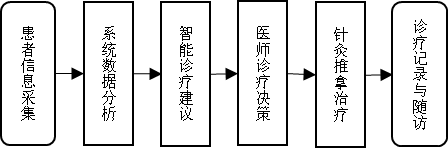 患者信息采集
系统数据分析
智能诊疗建议
医师诊疗决策
针灸推拿治疗
诊疗记录与随访